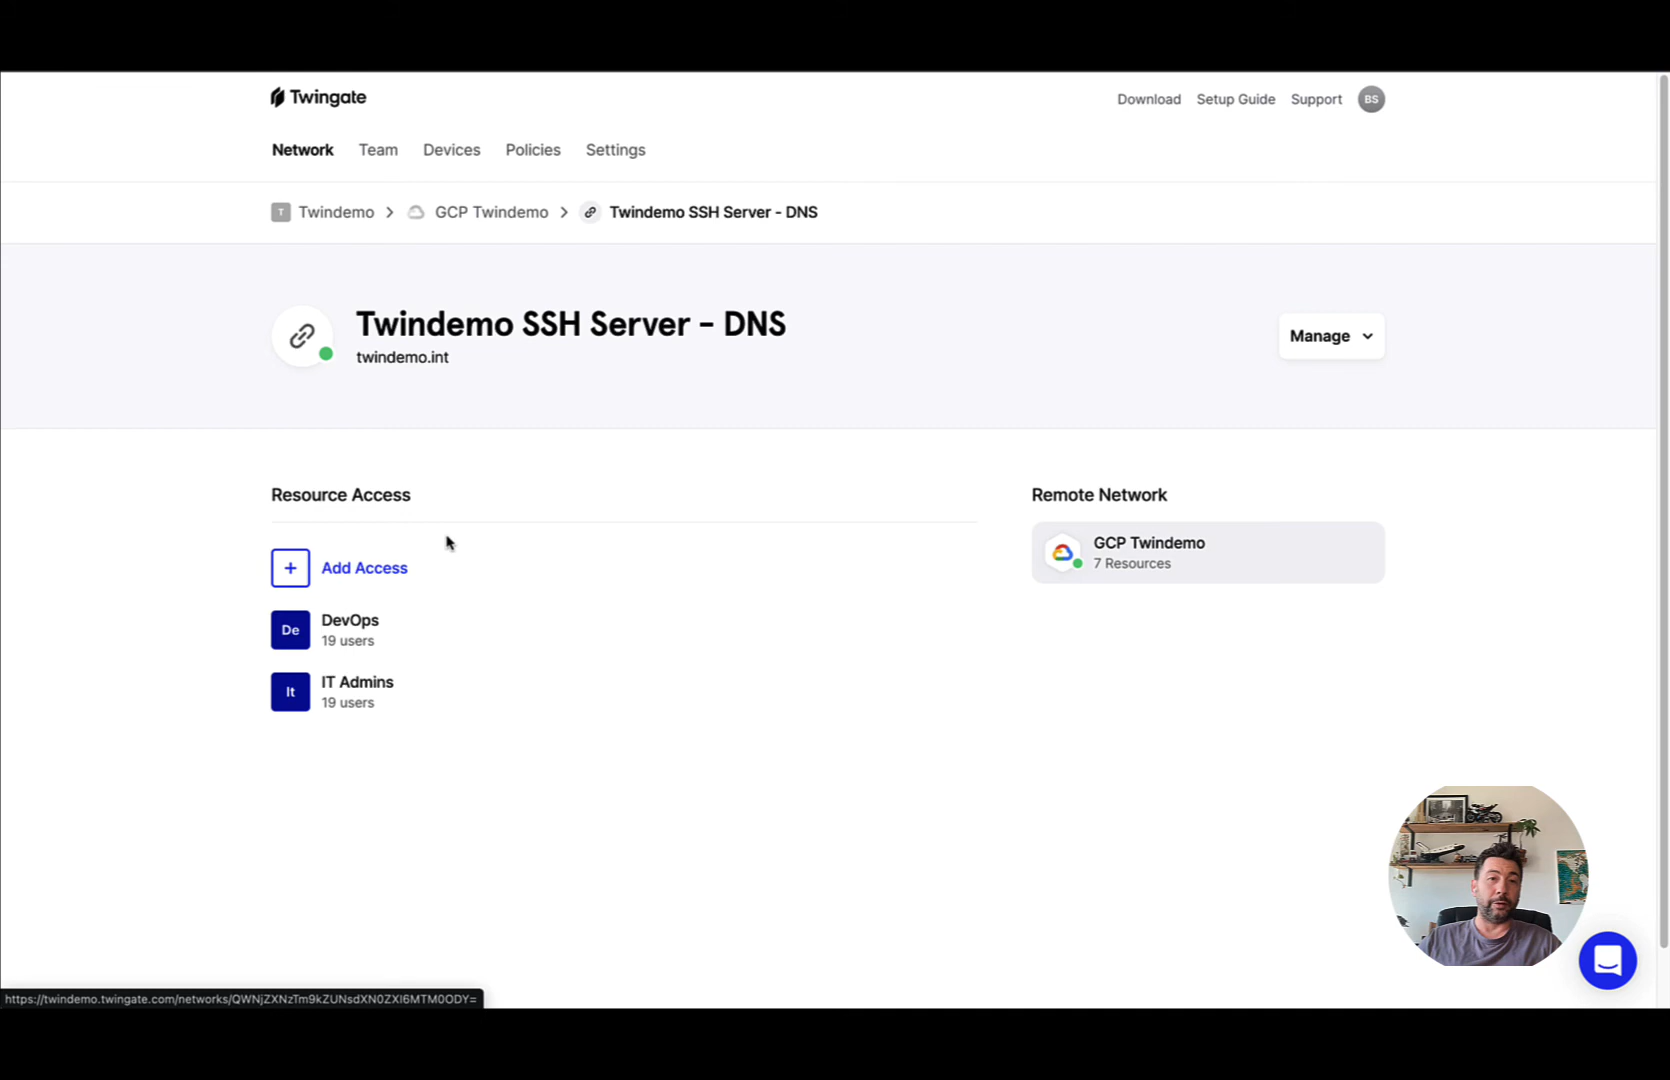 Twingate
Download Setup Guide Support BS
Network Team Devices Policies Settings
T Twindemo > GCP Twindemo > Twindemo SSH Server - DNS
Twindemo SSH Server - DNS
twindemo.int
Manage
Resource Access
Remote Network
+ Add Access
GCP Twindemo
7 Resources
De DevOps
19 users
It IT Admins
19 users
https://twindemo.twingate.com/networks/QWNjZXNzTm9kZUNsdXN0ZXI6MTM0ODY=